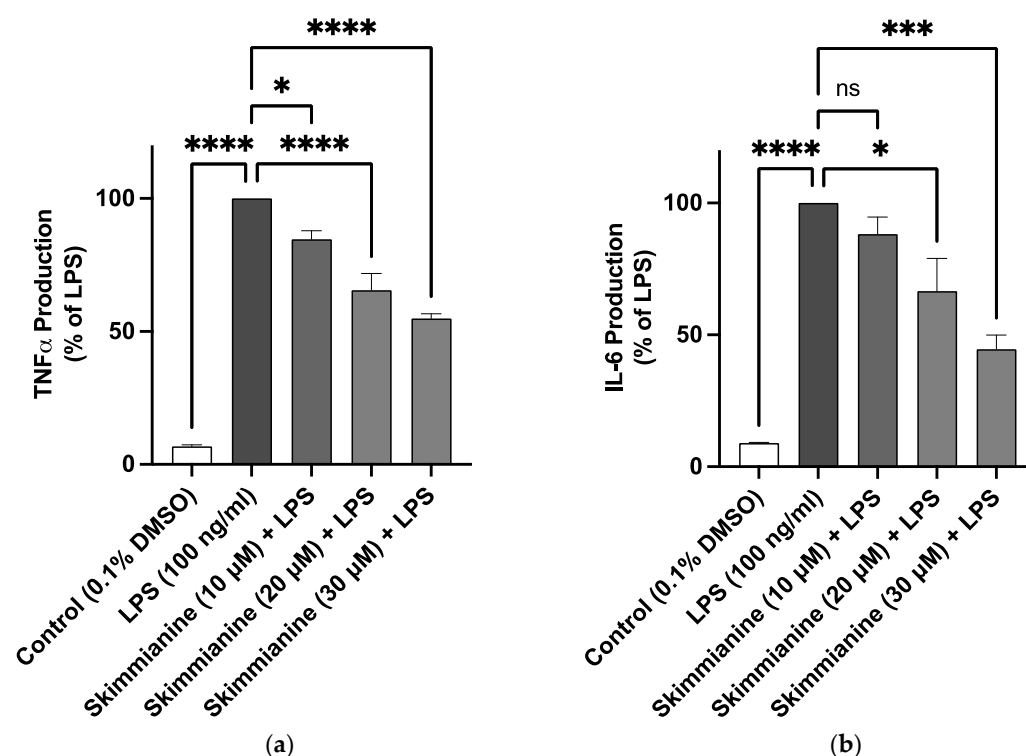 ****
*
**** ****
TNFα Production
(% of LPS)
100
50
0
Control (0.1% DMSO)
LPS (100 ng/ml)
Skimmianine (10 µM) + LPS
Skimmianine (20 µM) + LPS
Skimmianine (30 µM) + LPS
(a)
***
ns
**** *
IL-6 Production
(% of LPS)
100
50
0
Control (0.1% DMSO)
LPS (100 ng/ml)
Skimmianine (10 µM) + LPS
Skimmianine (20 µM) + LPS
Skimmianine (30 µM) + LPS
(b)